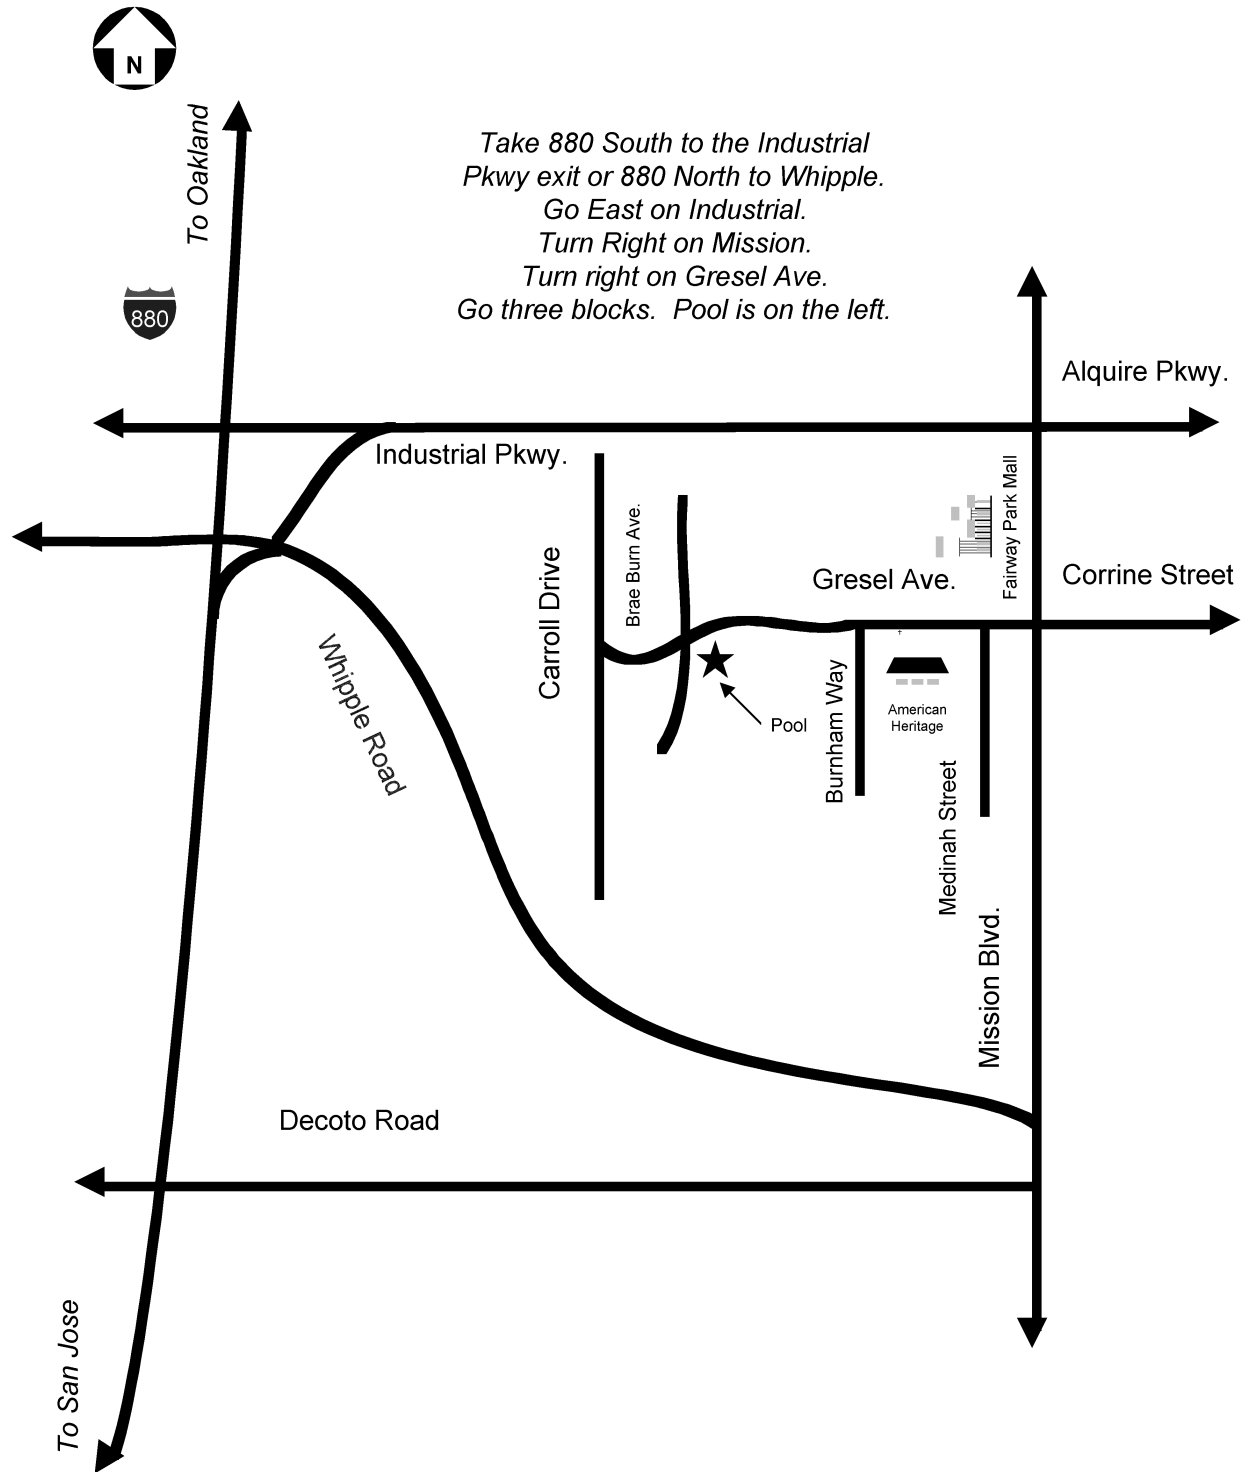 N
To Oakland
Take 880 South to the Industrial
Pkwy exit or 880 North to Whipple.
Go East on Industrial.
Turn Right on Mission.
Turn right on Gresel Ave.
Go three blocks.  Pool is on the left.
880
Alquire Pkwy.
Industrial Pkwy.
Fairway Park Mall
Brae Burn Ave.
Carroll Drive
Gresel Ave.
Corrine Street
Whipple Road
Burnham Way
American
Heritage
Pool
Medinah Street
Mission Blvd.
Decoto Road
To San Jose